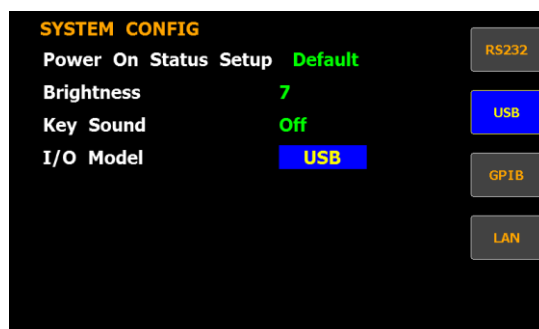 SYSTEM CONFIG
Power On Status Setup Default
Brightness 7
Key Sound Off
I/O Model USB
RS232
USB
GPIB
LAN